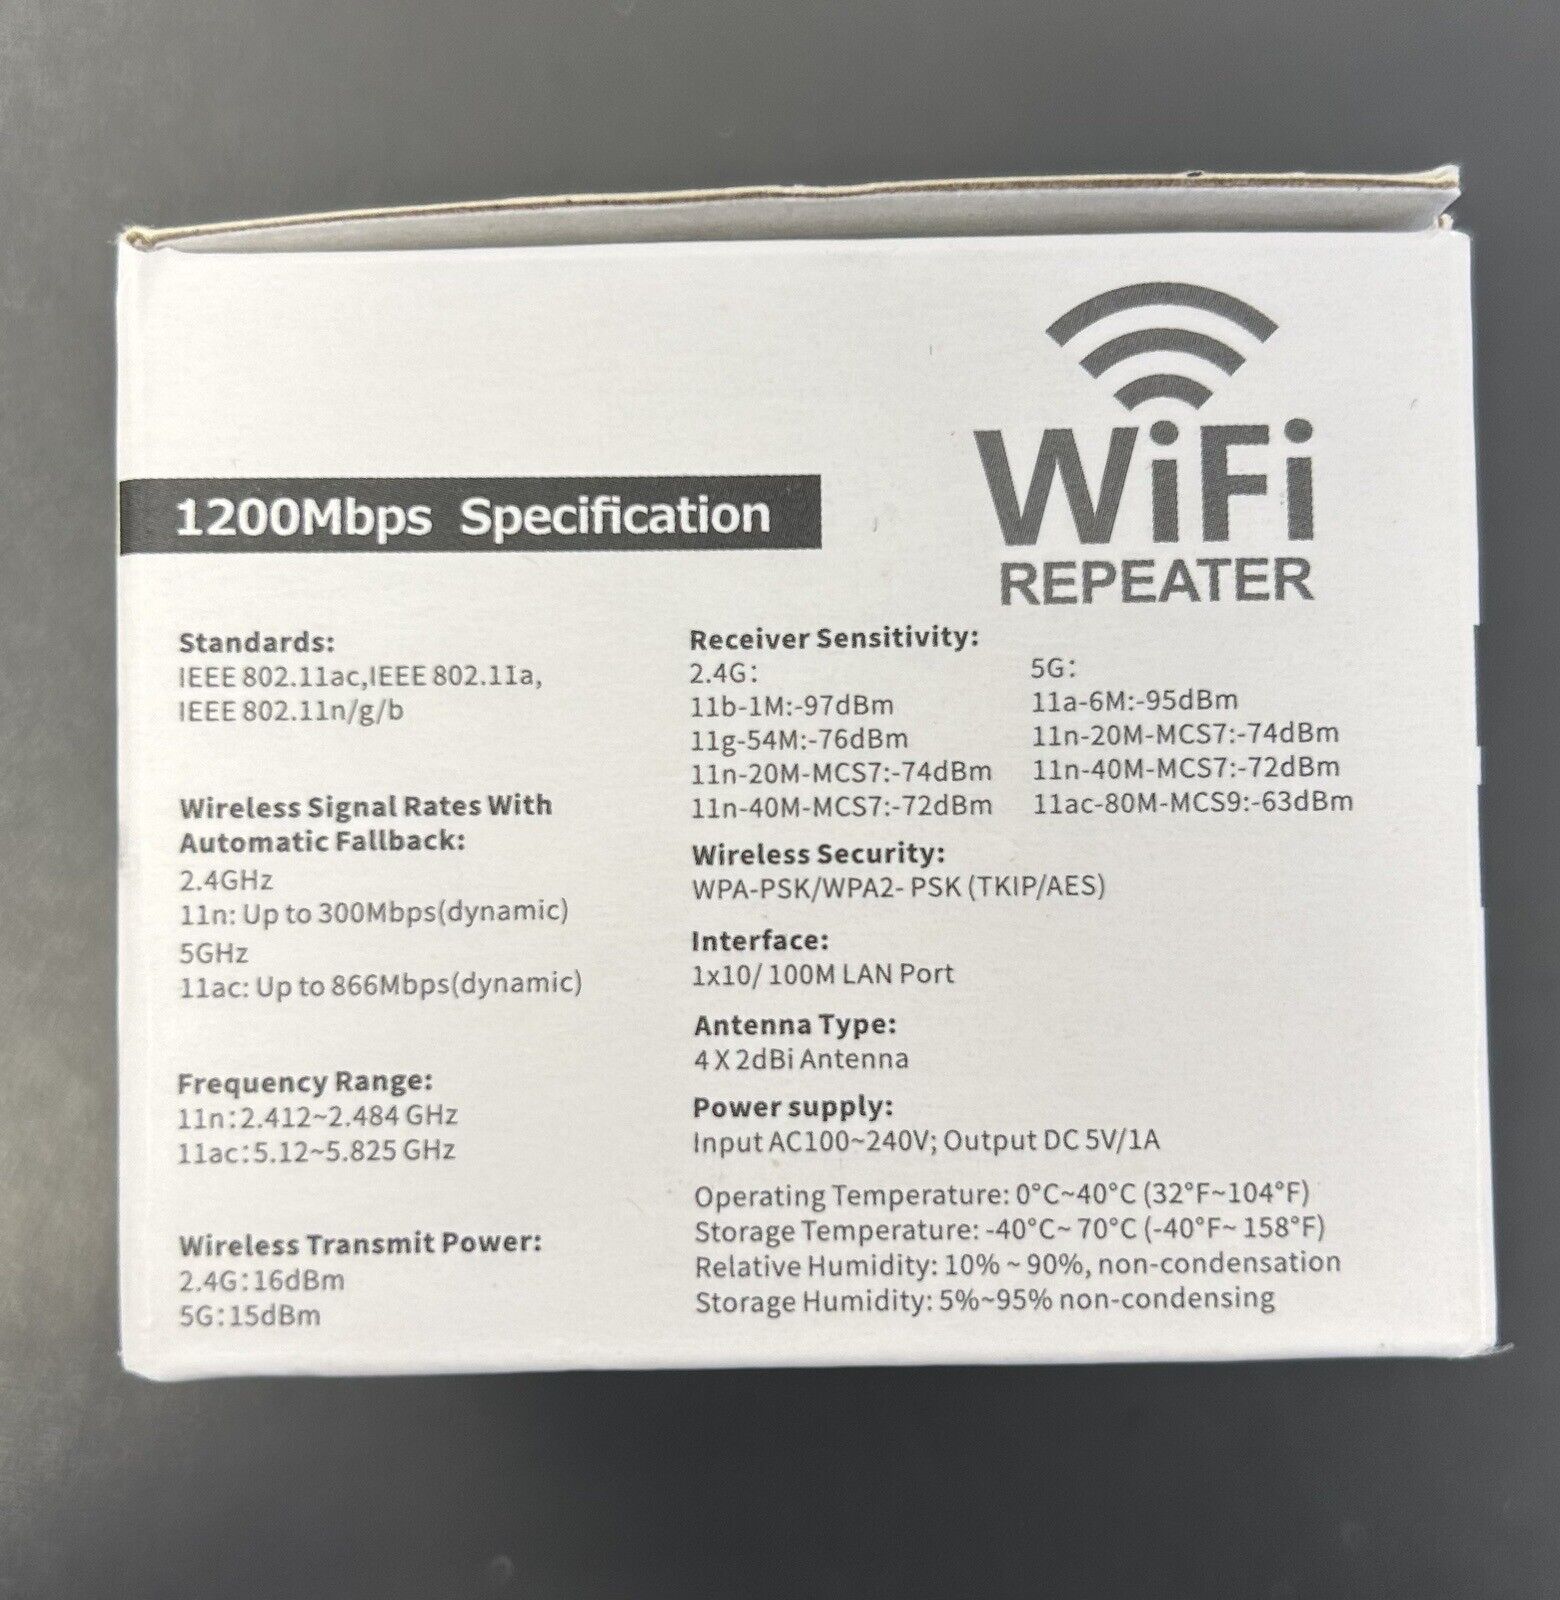 WiFi
REPEATER
1200Mbps Specification
Standards:
IEEE 802.11ac,IEEE 802.11a,
IEEE 802.11n/g/b
Wireless Signal Rates With
Automatic Fallback:
2.4GHz
11n: Up to 300Mbps(dynamic)
5GHz
11ac: Up to 866Mbps(dynamic)
Frequency Range:
11n:2.412~2.484 GHz
11ac:5.12~5.825 GHz
Wireless Transmit Power:
2.4G:16dBm
5G:15dBm
Receiver Sensitivity:
2.4G:
11b-1M:-97dBm
11g-54M:-76dBm
11n-20M-MCS7:-74dBm
11n-40M-MCS7:-72dBm
5G:
11a-6M:-95dBm
11n-20M-MCS7:-74dBm
11n-40M-MCS7:-72dBm
11ac-80M-MCS9:-63dBm
Wireless Security:
WPA-PSK/WPA2- PSK (TKIP/AES)
Interface:
1x10/ 100M LAN Port
Antenna Type:
4 X 2dBi Antenna
Power supply:
Input AC100~240V; Output DC 5V/1A
Operating Temperature: 0°C~40°C (32°F~104°F)
Storage Temperature: -40°C~ 70°C (-40°F~ 158°F)
Relative Humidity: 10% ~ 90%, non-condensation
Storage Humidity: 5%~95% non-condensing